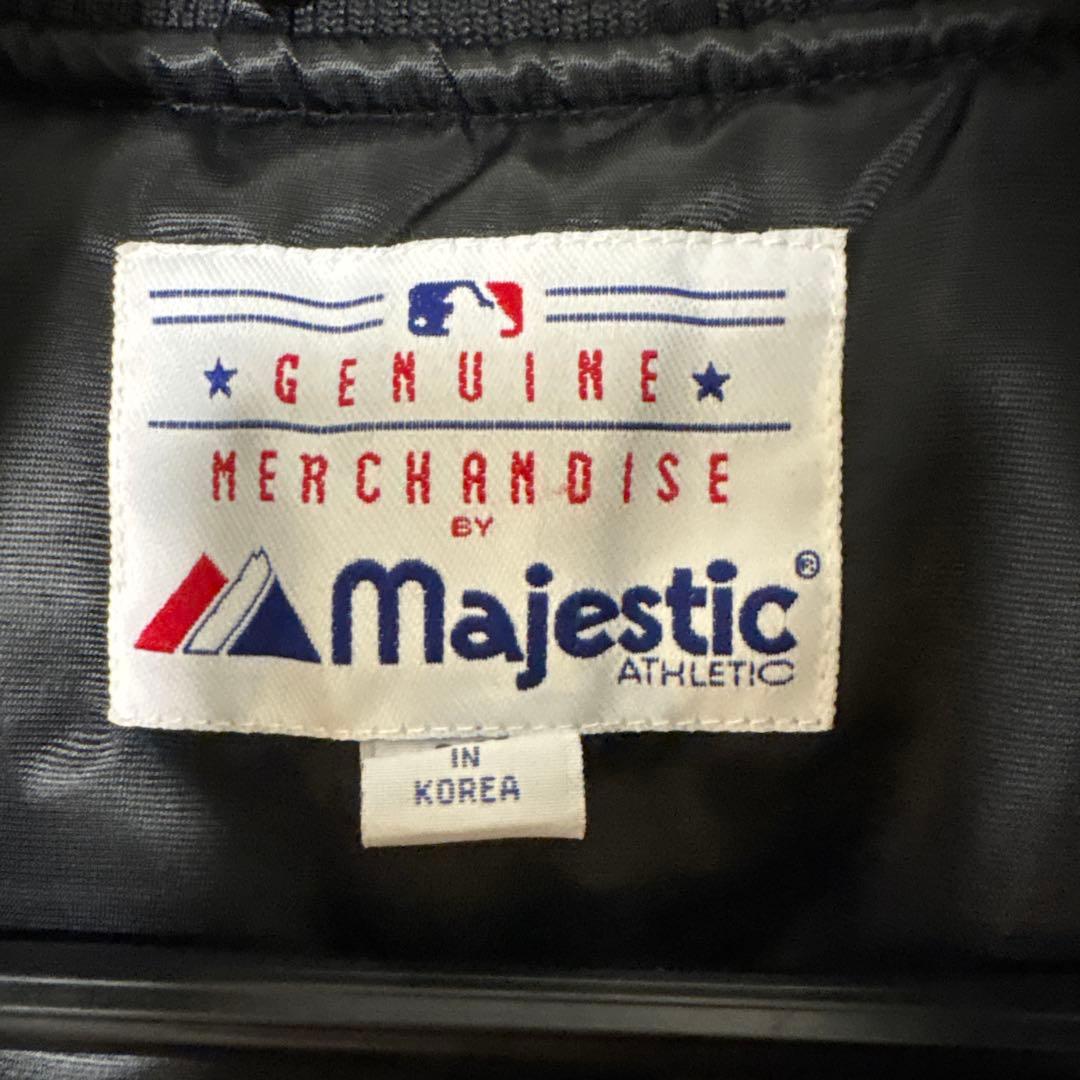 GENUINE
MERCHANDISE
BY
Majestic®
ATHLETIC
IN
KOREA